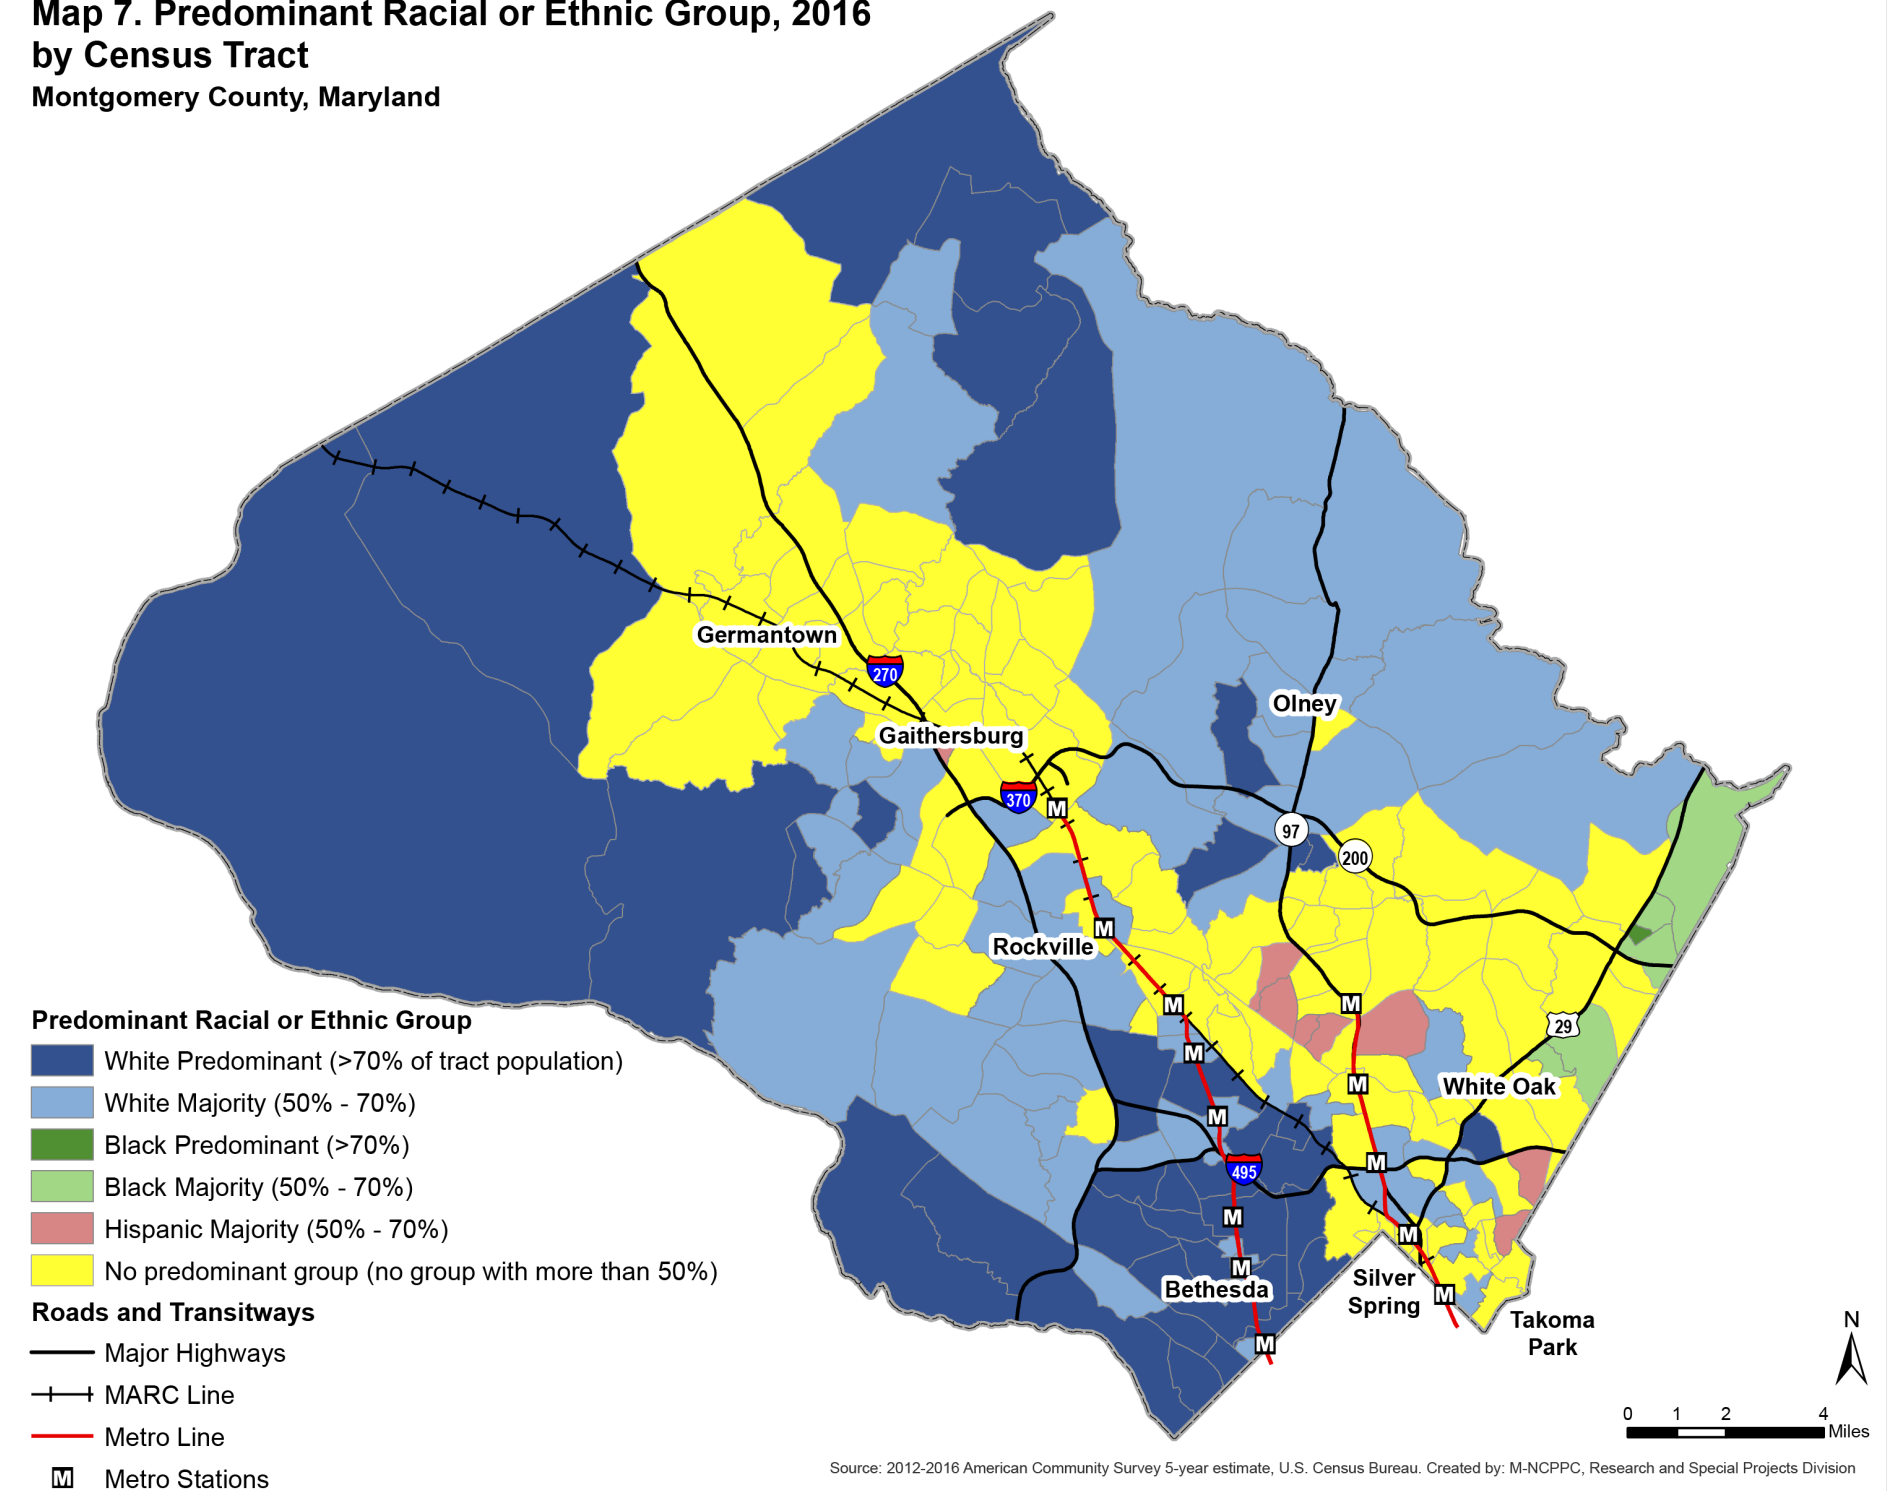 Map 7. Predominant Racial or Ethnic Group, 2016
by Census Tract
Montgomery County, Maryland
Germantown
270
Olney
Gaithersburg
370
M
97
200
M
Rockville
M
M
29
M
M
White Oak
M
M
495
M
M
M
Bethesda
Silver
Spring
M
M
Takoma
Park
Predominant Racial or Ethnic Group
White Predominant (>70% of tract population)
White Majority (50% - 70%)
Black Predominant (>70%)
Black Majority (50% - 70%)
Hispanic Majority (50% - 70%)
No predominant group (no group with more than 50%)
Roads and Transitways
Major Highways
MARC Line
Metro Line
M Metro Stations
N
0 1 2 4
Miles
Source: 2012-2016 American Community Survey 5-year estimate, U.S. Census Bureau. Created by: M-NCPPC, Research and Special Projects Division